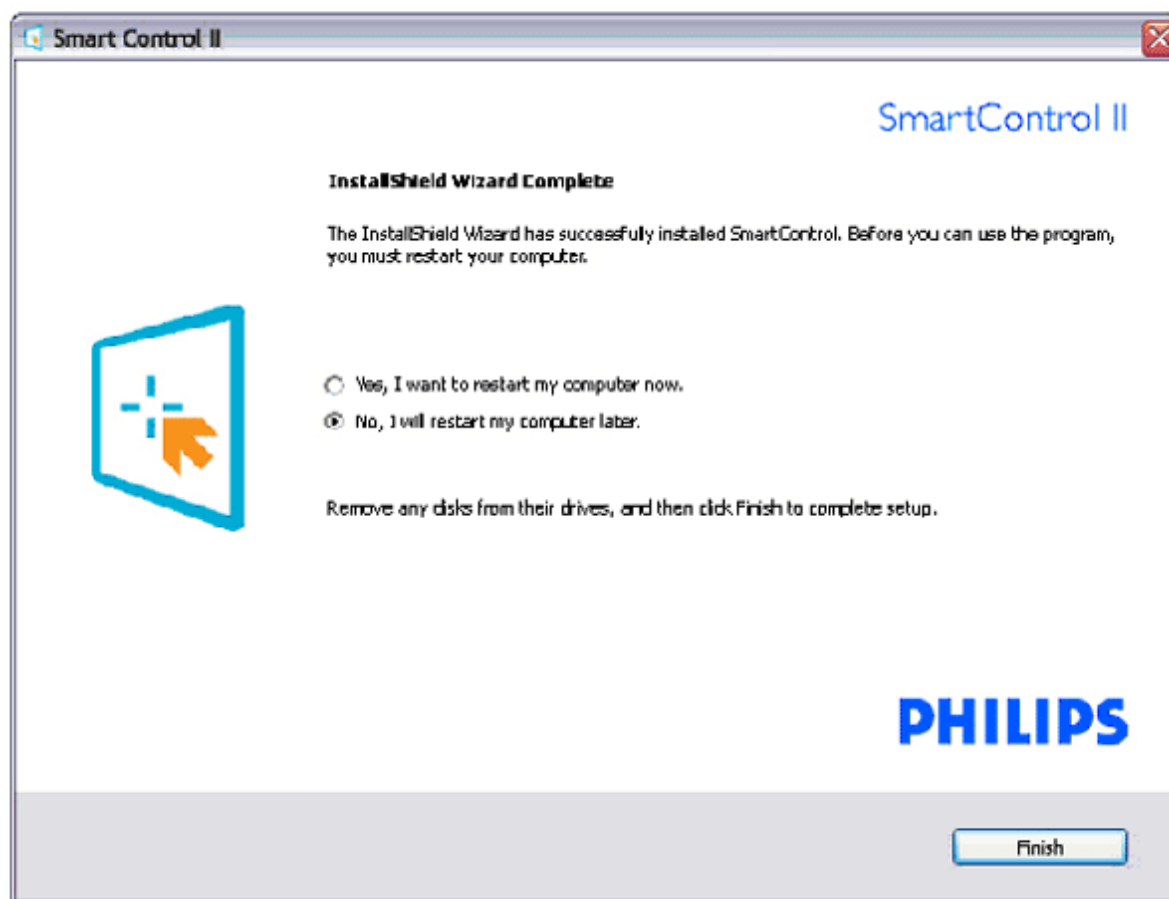 Smart Control II
SmartControl II
InstallShield Wizard Complete
The InstallShield Wizard has successfully installed SmartControl. Before you can use the program,
you must restart your computer.
Yes, I want to restart my computer now.
No, I will restart my computer later.
Remove any disks from their drives, and then click Finish to complete setup.
PHILIPS
Finish